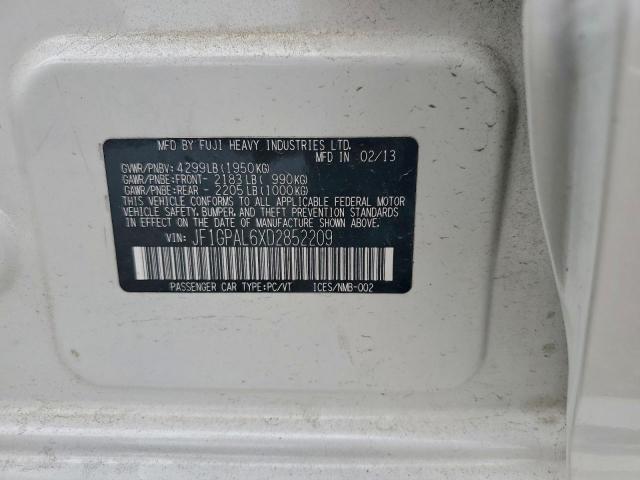 MFD BY FUJI HEAVY INDUSTRIES LTD.
MFD IN 02/13
GVWR/PNBV: 4299LB(1950KG)
GAWR/PNBE:FRONT- 2183LB( 990KG)
GAWR/PNBE:REAR - 2205LB(1000KG)
THIS VEHICLE CONFORMS TO ALL APPLICABLE FEDERAL MOTOR
VEHICLE SAFETY, BUMPER, AND THEFT PREVENTION STANDARDS IN
EFFECT ON THE DATE OF MANUFACTURE SHOWN ABOVE.
VIN: JF1GPAL6XD2852209
PASSENGER CAR TYPE:PC/VT ICES/NMB-002